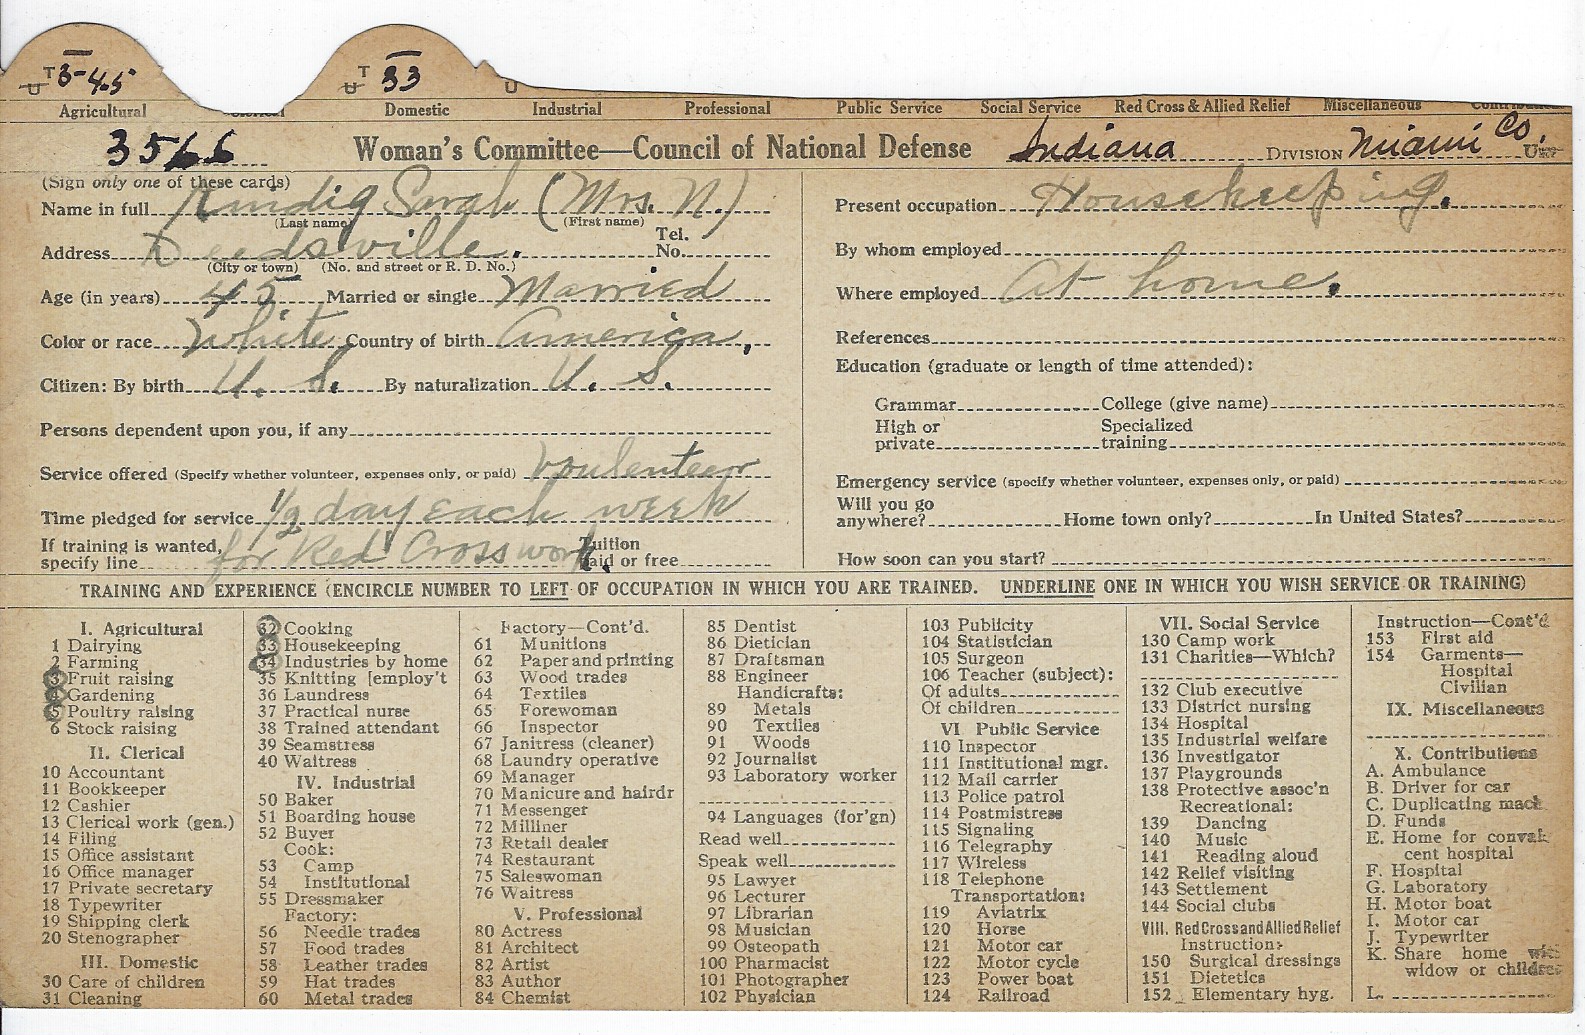 T 3-4-5 T 33
U U U
Agricultural Clerical Domestic Industrial Professional Public Service Social Service Red Cross & Allied Relief Miscellaneous
3566 Woman's Committee—Council of National Defense Indiana DIVISION Miami Co.
(Sign only one of these cards)
Name in full Kindig Sarah (Mrs. N.)
(Last name) (First name)
Address Deedsville. Tel. No.
(City or town) (No. and street or R. D. No.)
Age (in years) 45 Married or single Married
Color or race White Country of birth America,
Citizen: By birth U. S. By naturalization U. S.
Persons dependent upon you, if any
Service offered (Specify whether volunteer, expenses only, or paid) Voulenteer
Time pledged for service 1/2 day each week
If training is wanted, specify line for Red Cross work. Tuition paid or free
Present occupation Housekeeping.
By whom employed
Where employed At home.
References
Education (graduate or length of time attended):
Grammar College (give name)
High or private Specialized training
Emergency service (specify whether volunteer, expenses only, or paid)
Will you go anywhere? Home town only? In United States?
How soon can you start?
TRAINING AND EXPERIENCE (ENCIRCLE NUMBER TO LEFT OF OCCUPATION IN WHICH YOU ARE TRAINED. UNDERLINE ONE IN WHICH YOU WISH SERVICE OR TRAINING)
I. Agricultural
1 Dairying
2 Farming
3 Fruit raising
4 Gardening
5 Poultry raising
6 Stock raising
II. Clerical
10 Accountant
11 Bookkeeper
12 Cashier
13 Clerical work (gen.)
14 Filing
15 Office assistant
16 Office manager
17 Private secretary
18 Typewriter
19 Shipping clerk
20 Stenographer
III. Domestic
30 Care of children
31 Cleaning
32 Cooking
33 Housekeeping
34 Industries by home
35 Knitting [employ't
36 Laundress
37 Practical nurse
38 Trained attendant
39 Seamstress
40 Waitress
IV. Industrial
50 Baker
51 Boarding house
52 Buyer
Cook:
53 Camp
54 Institutional
55 Dressmaker
Factory:
56 Needle trades
57 Food trades
58 Leather trades
59 Hat trades
60 Metal trades
Factory—Cont'd.
61 Munitions
62 Paper and printing
63 Wood trades
64 Textiles
65 Forewoman
66 Inspector
67 Janitress (cleaner)
68 Laundry operative
69 Manager
70 Manicure and hairdr
71 Messenger
72 Milliner
73 Retail dealer
74 Restaurant
75 Saleswoman
76 Waitress
V. Professional
80 Actress
81 Architect
82 Artist
83 Author
84 Chemist
85 Dentist
86 Dietician
87 Draftsman
88 Engineer
Handicrafts:
89 Metals
90 Textiles
91 Woods
92 Journalist
93 Laboratory worker
94 Languages (for'gn)
Read well
Speak well
95 Lawyer
96 Lecturer
97 Librarian
98 Musician
99 Osteopath
100 Pharmacist
101 Photographer
102 Physician
103 Publicity
104 Statistician
105 Surgeon
106 Teacher (subject):
Of adults
Of children
VI Public Service
110 Inspector
111 Institutional mgr.
112 Mail carrier
113 Police patrol
114 Postmistress
115 Signaling
116 Telegraphy
117 Wireless
118 Telephone
Transportation:
119 Aviatrix
120 Horse
121 Motor car
122 Motor cycle
123 Power boat
124 Railroad
VII. Social Service
130 Camp work
131 Charities—Which?
132 Club executive
133 District nursing
134 Hospital
135 Industrial welfare
136 Investigator
137 Playgrounds
138 Protective assoc'n
Recreational:
139 Dancing
140 Music
141 Reading aloud
142 Relief visiting
143 Settlement
144 Social clubs
VIII. Red Cross and Allied Relief
Instruction:
150 Surgical dressings
151 Dietetics
152 Elementary hyg.
Instruction—Cont'd
153 First aid
154 Garments—
Hospital
Civilian
IX. Miscellaneous
X. Contributions
A. Ambulance
B. Driver for car
C. Duplicating mach
D. Funds
E. Home for conval
cent hospital
F. Hospital
G. Laboratory
H. Motor boat
I. Motor car
J. Typewriter
K. Share home with
widow or children
L.